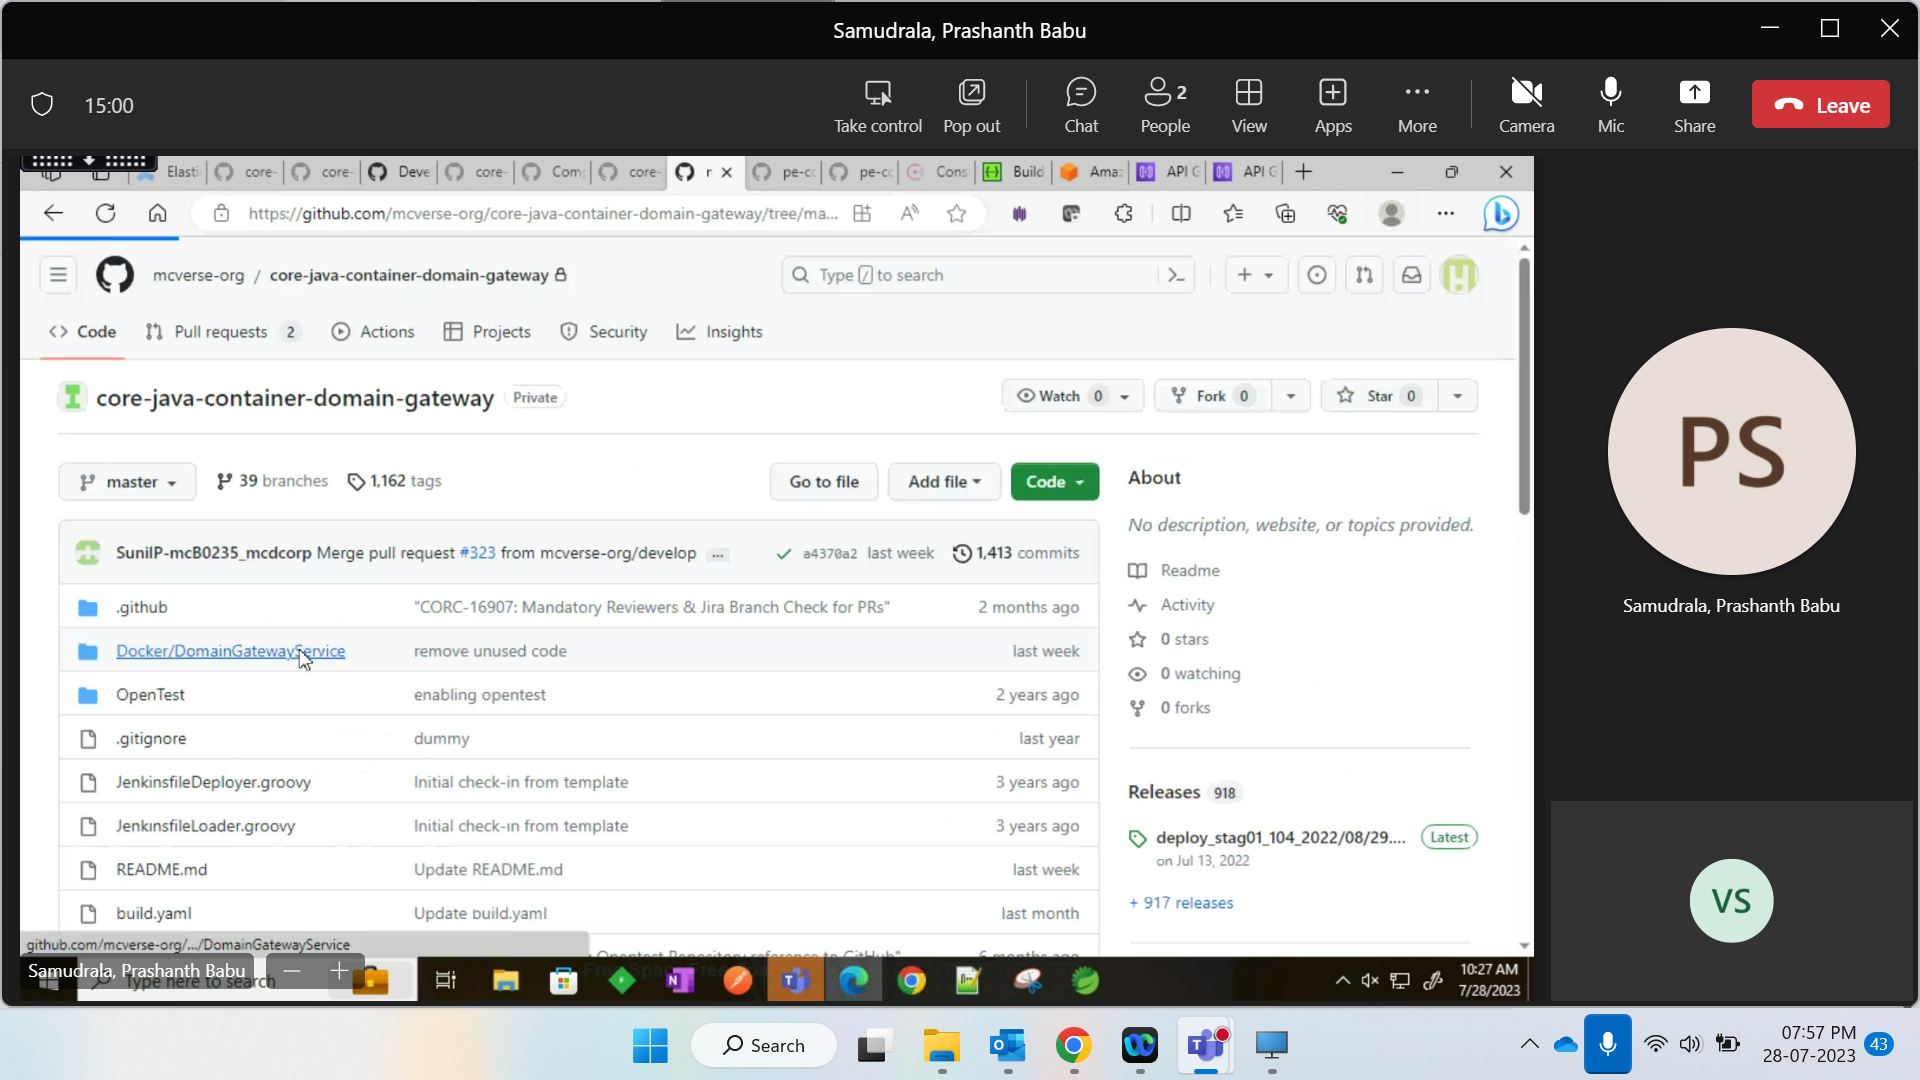 Samudrala, Prashanth Babu
15:00
Take control
Pop out
Chat
People 2
View
Apps
More
Camera
Mic
Share
Leave
Elasti
core-
core-
Deve
core-
Com
core-
r
pe-cc
pe-cc
Cons
Build
Amaz
API G
API G
https://github.com/mcverse-org/core-java-container-domain-gateway/tree/ma...
mcverse-org / core-java-container-domain-gateway
Type / to search
Code
Pull requests 2
Actions
Projects
Security
Insights
core-java-container-domain-gateway Private
Watch 0
Fork 0
Star 0
master
39 branches
1,162 tags
Go to file
Add file
Code
SunilP-mcB0235_mcdcorp Merge pull request #323 from mcverse-org/develop ... a4370a2 last week 1,413 commits
.github "CORC-16907: Mandatory Reviewers & Jira Branch Check for PRs" 2 months ago
Docker/DomainGatewayService remove unused code last week
OpenTest enabling opentest 2 years ago
.gitignore dummy last year
JenkinsfileDeployer.groovy Initial check-in from template 3 years ago
JenkinsfileLoader.groovy Initial check-in from template 3 years ago
README.md Update README.md last week
build.yaml Update build.yaml last month
About
No description, website, or topics provided.
Readme
Activity
0 stars
0 watching
0 forks
Releases 918
deploy_stag01_104_2022/08/29.... Latest
on Jul 13, 2022
+ 917 releases
github.com/mcverse-org/.../DomainGatewayService
Samudrala, Prashanth Babu
Type here to search
10:27 AM
7/28/2023
PS
Samudrala, Prashanth Babu
VS
Search
07:57 PM
28-07-2023
43